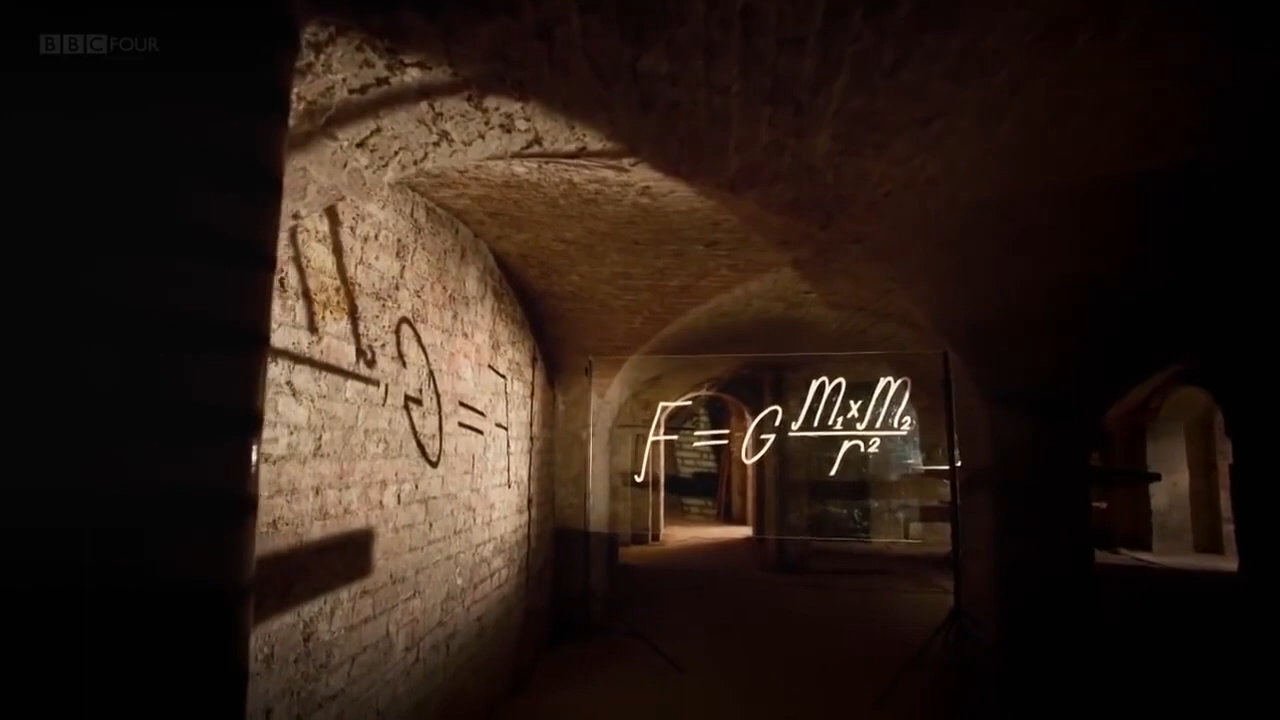 BBC FOUR
F = G m₁ x m₂ / r²